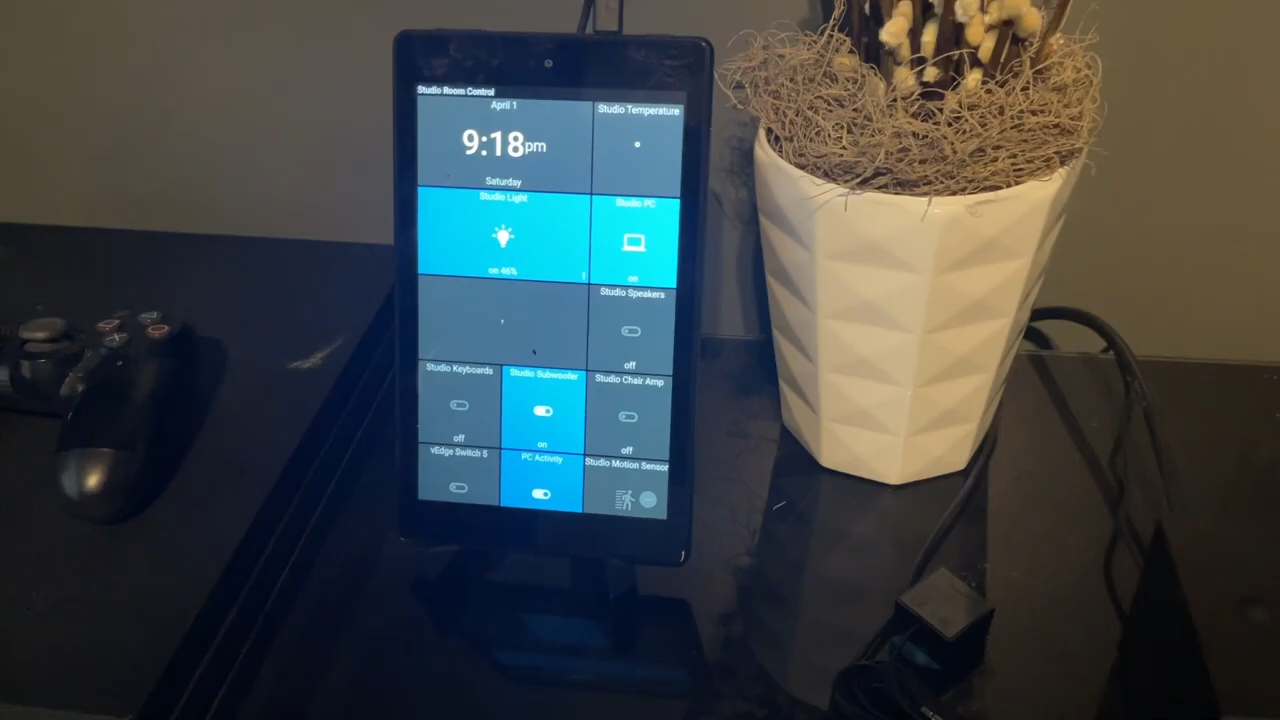 Studio Room Control
April 1
Studio Temperature
9:18pm
Saturday
Studio Light
Studio PC
on 46%
on
Studio Speakers
off
Studio Keyboards
Studio Subwoofer
Studio Chair Amp
off
on
off
vEdge Switch 5
PC Activity
Studio Motion Sensor